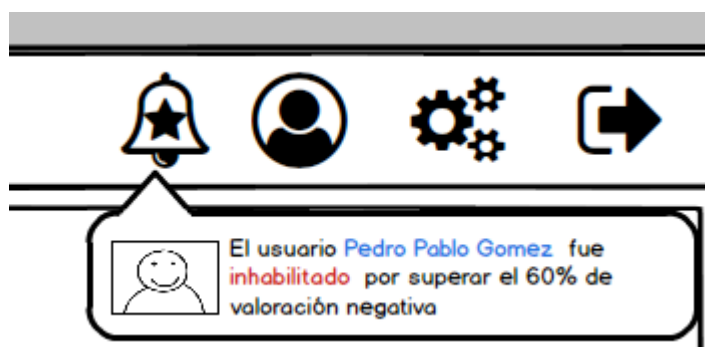 El usuario Pedro Pablo Gomez fue
inhabilitado por superar el 60% de
valoración negativa